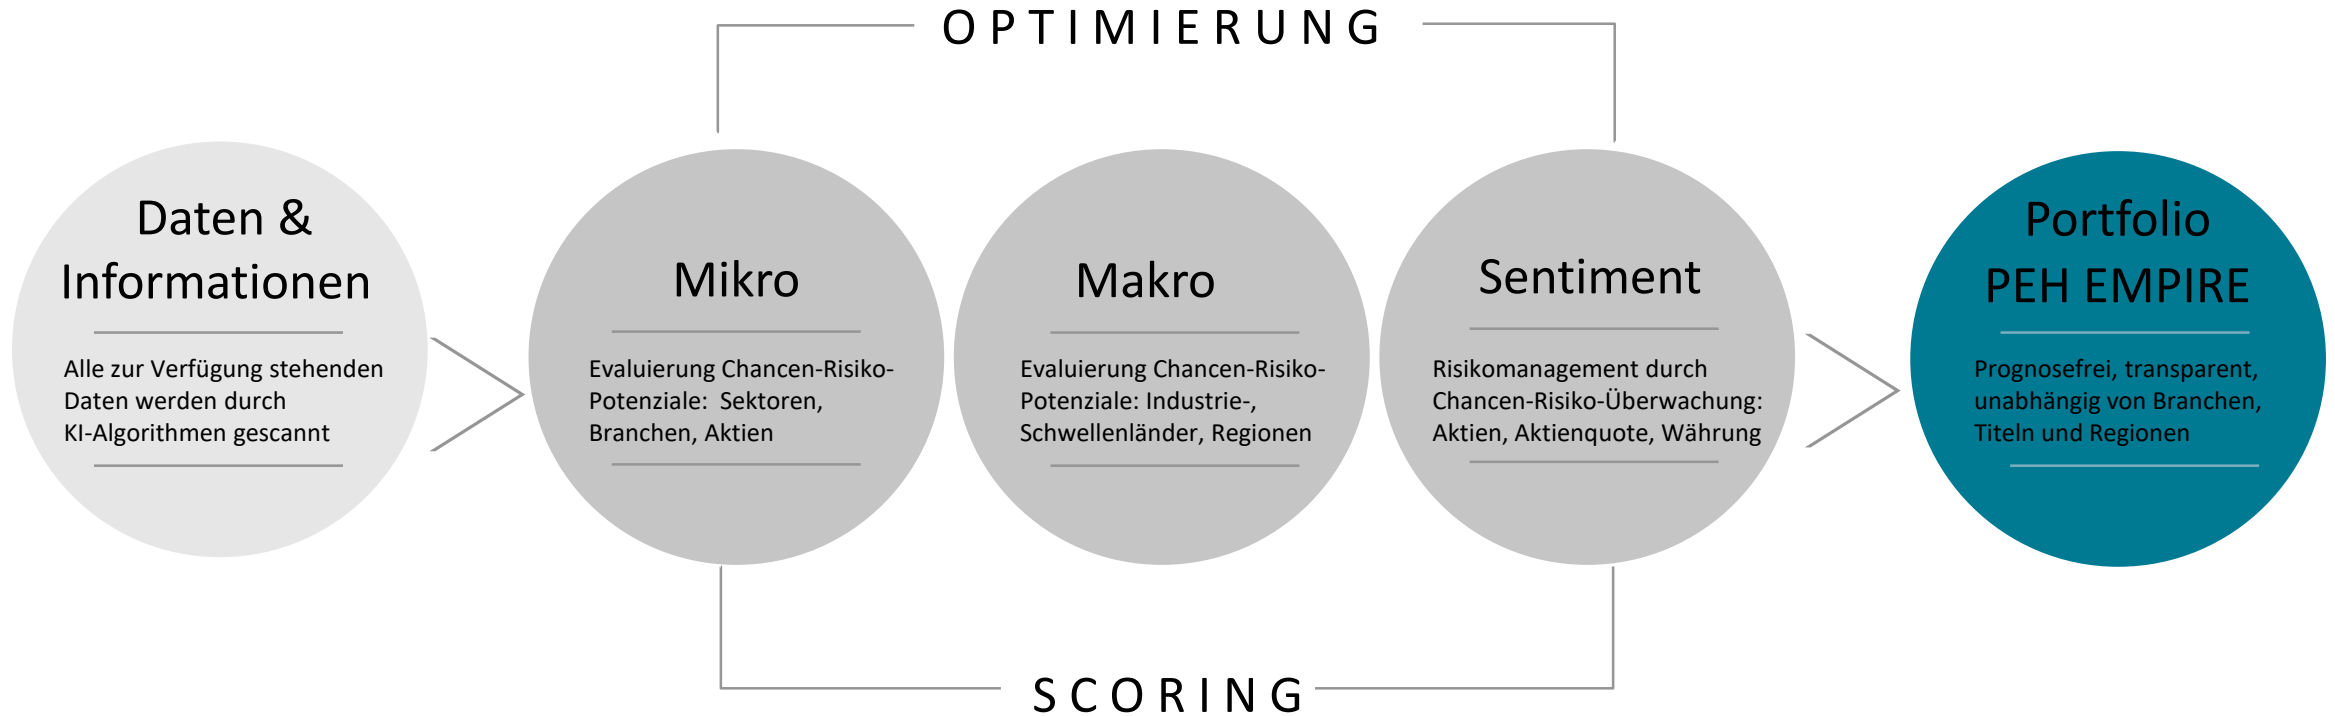 OPTIMIERUNG
Daten &
Informationen
Alle zur Verfügung stehenden
Daten werden durch
KI-Algorithmen gescannt
Mikro
Evaluierung Chancen-Risiko-
Potenziale: Sektoren,
Branchen, Aktien
Makro
Evaluierung Chancen-Risiko-
Potenziale: Industrie-,
Schwellenländer, Regionen
Sentiment
Risikomanagement durch
Chancen-Risiko-Überwachung:
Aktien, Aktienquote, Währung
Portfolio
PEH EMPIRE
Prognosefrei, transparent,
unabhängig von Branchen,
Titeln und Regionen
SCORING